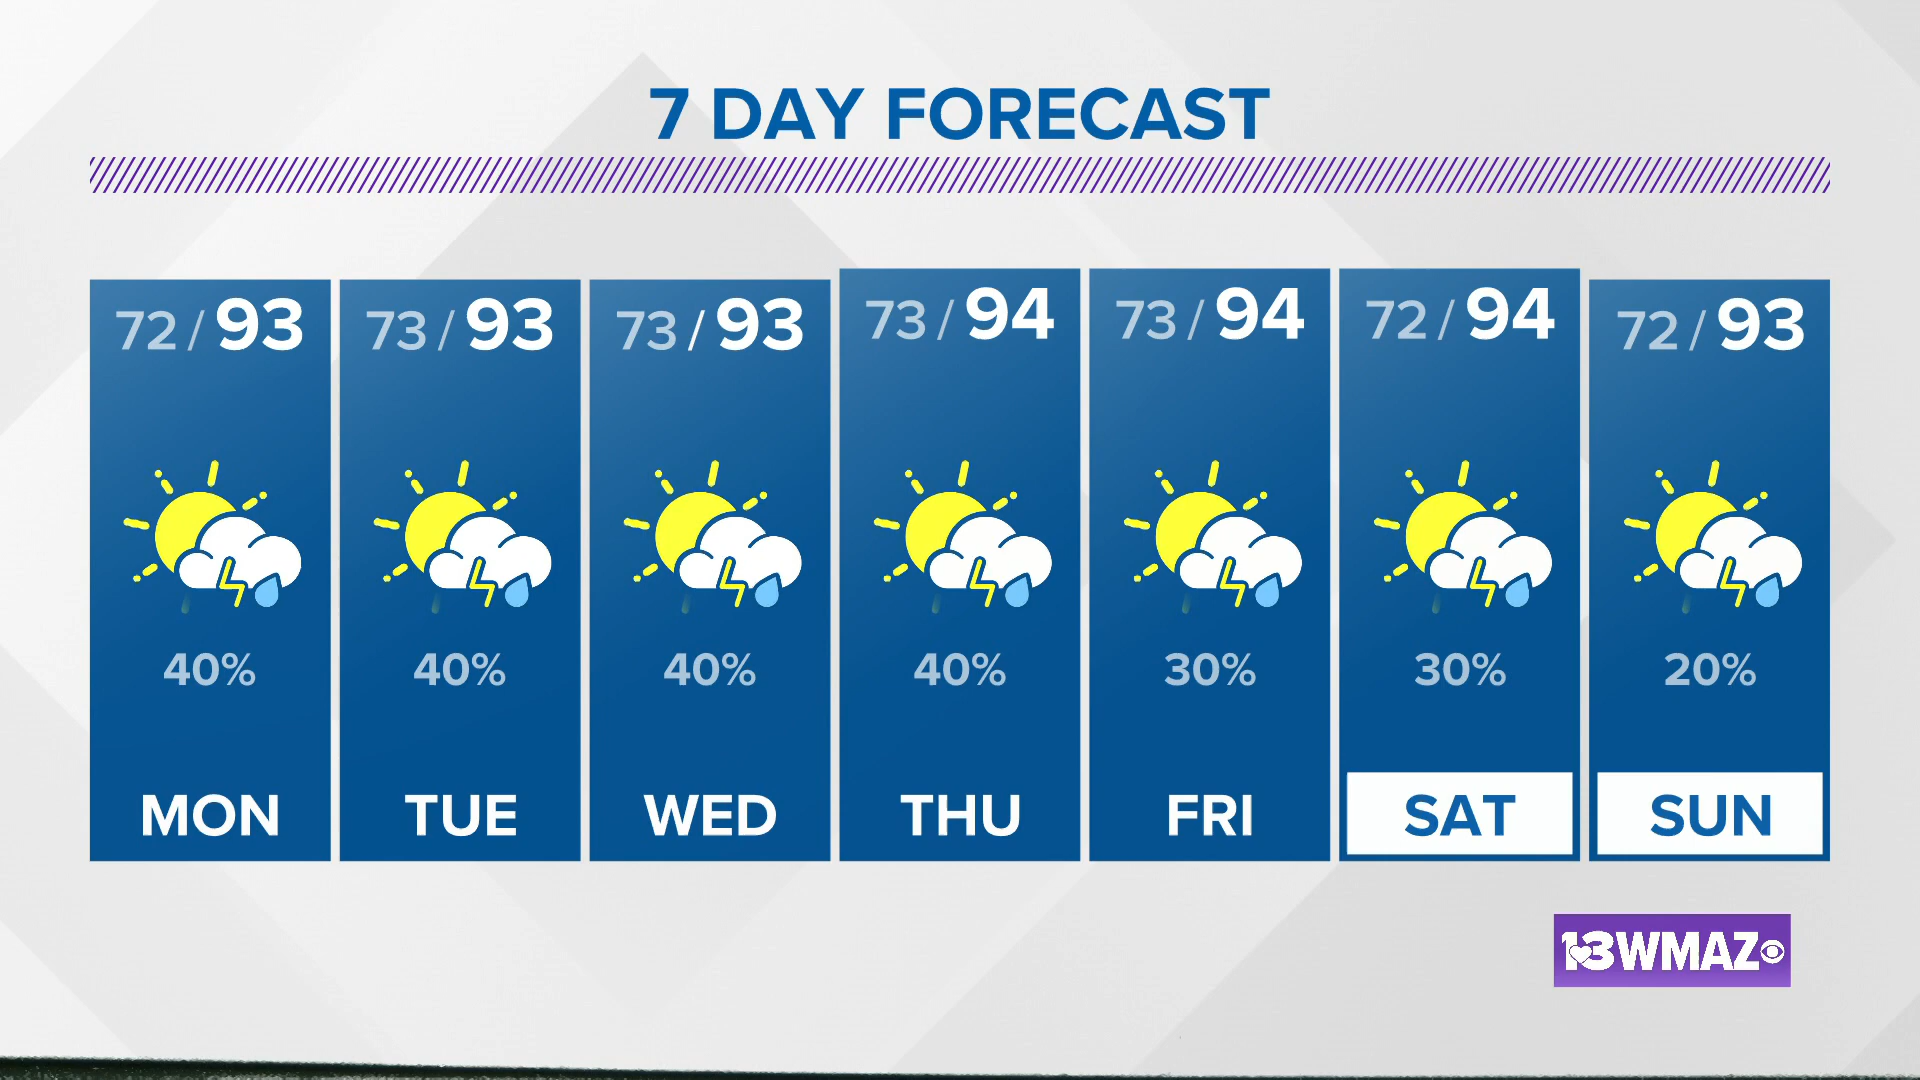 7 DAY FORECAST
72 / 93
73 / 93
73 / 93
73 / 94
73 / 94
72 / 94
72 / 93
40%
40%
40%
40%
30%
30%
20%
MON
TUE
WED
THU
FRI
SAT
SUN
13WMAZ